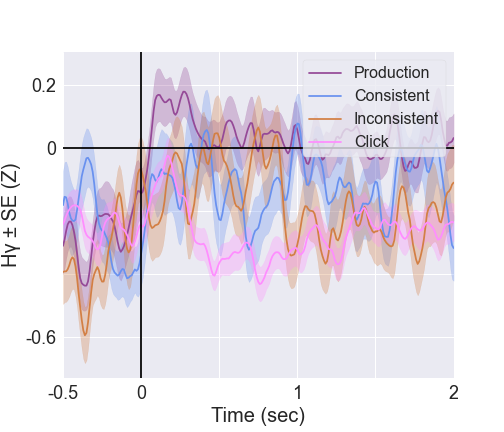 Production
Consistent
Inconsistent
Click
0.2
0
-0.6
Hγ ± SE (Z)
-0.5
0
1
2
Time (sec)